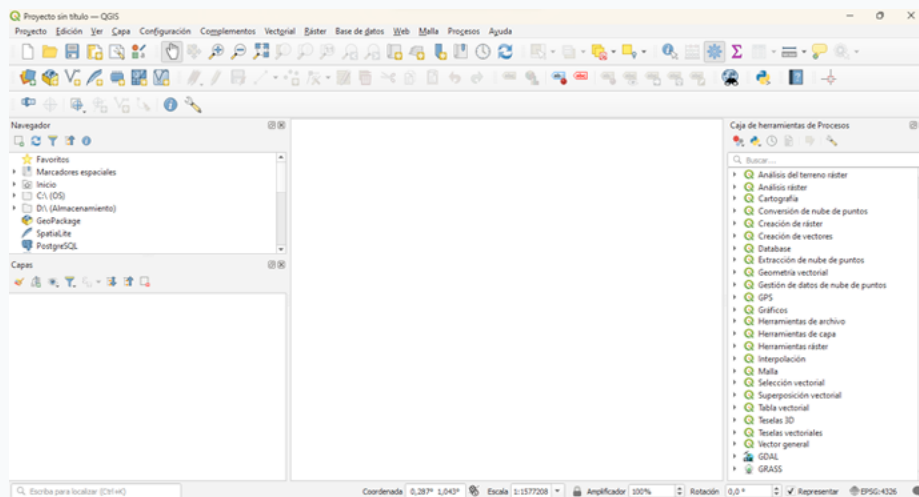 Proyecto sin título — QGIS
Proyecto Edición Ver Capa Configuración Complementos Vectorial Ráster Base de datos Web Malla Procesos Ayuda
Navegador
Favoritos
Marcadores espaciales
Inicio
C:\ (OS)
D:\ (Almacenamiento)
GeoPackage
SpatiaLite
PostgreSQL
Capas
Caja de herramientas de Procesos
Buscar...
Análisis del terreno ráster
Análisis ráster
Cartografía
Conversión de nube de puntos
Creación de ráster
Creación de vectores
Database
Extracción de nube de puntos
Geometría vectorial
Gestión de datos de nube de puntos
GPS
Gráficos
Herramientas de archivo
Herramientas de capa
Herramientas ráster
Interpolación
Malla
Selección vectorial
Superposición vectorial
Tabla vectorial
Teselas 3D
Teselas vectoriales
Vector general
GDAL
GRASS
Escriba para localizar (Ctrl+K) Coordenada 0,287° 1,043° Escala 1:1577208 Amplificador 100% Rotación 0,0 ° Representar EPSG:4326